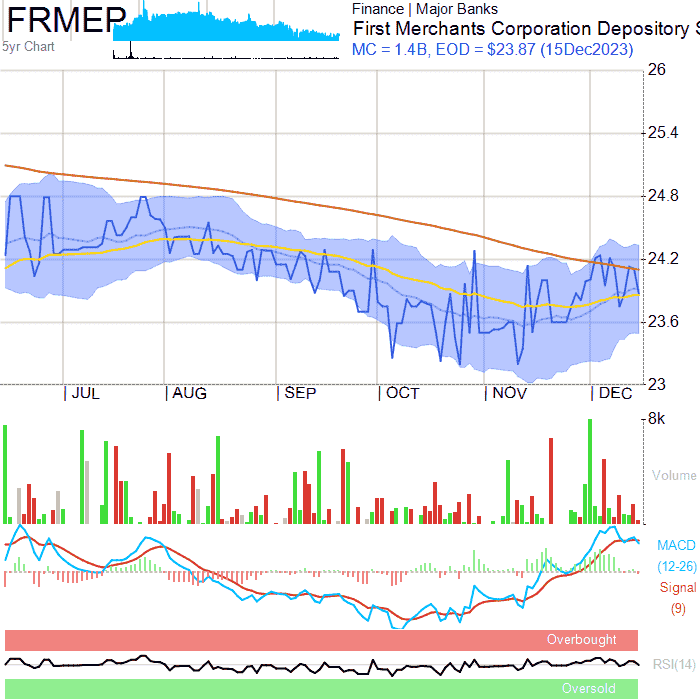 FRMEP
5yr Chart
Finance | Major Banks
First Merchants Corporation Depository S
MC = 1.4B, EOD = $23.87 (15Dec2023)
26
25.4
24.8
24.2
23.6
23
| JUL | AUG | SEP | OCT | NOV | DEC
8k
Volume
MACD
(12-26)
Signal
(9)
Overbought
RSI(14)
Oversold